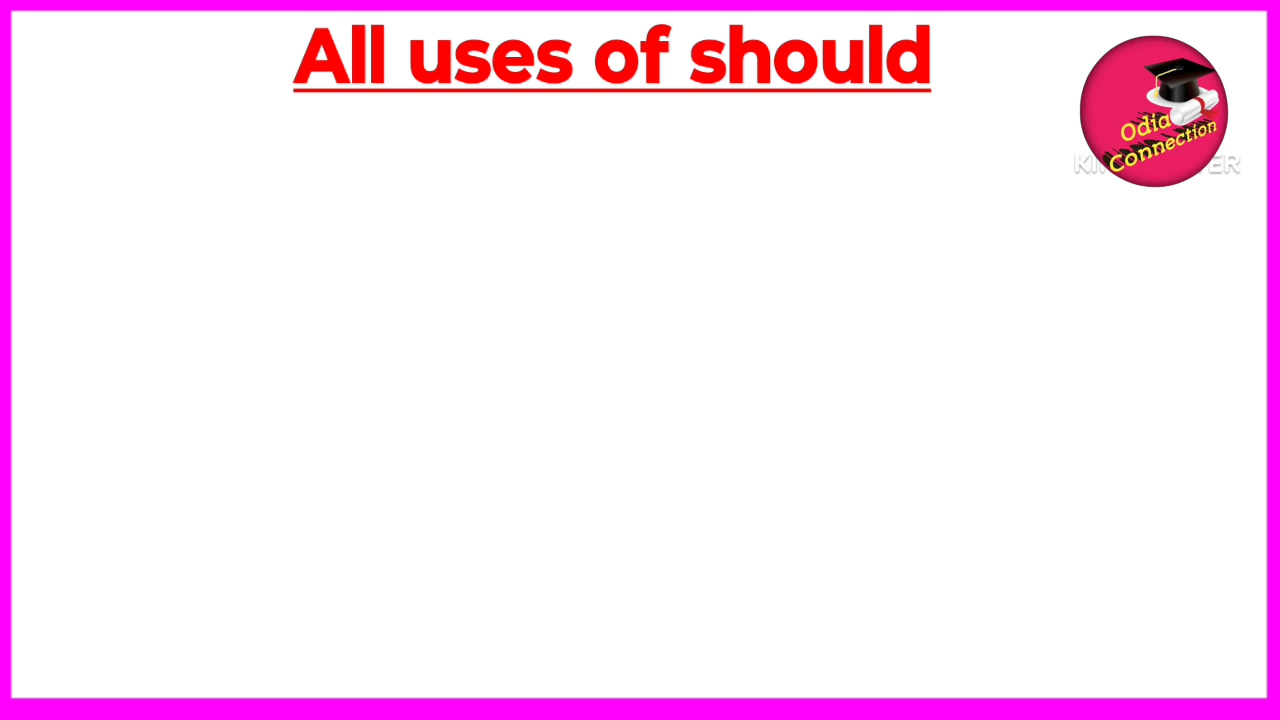 All uses of should
Odia
Connection